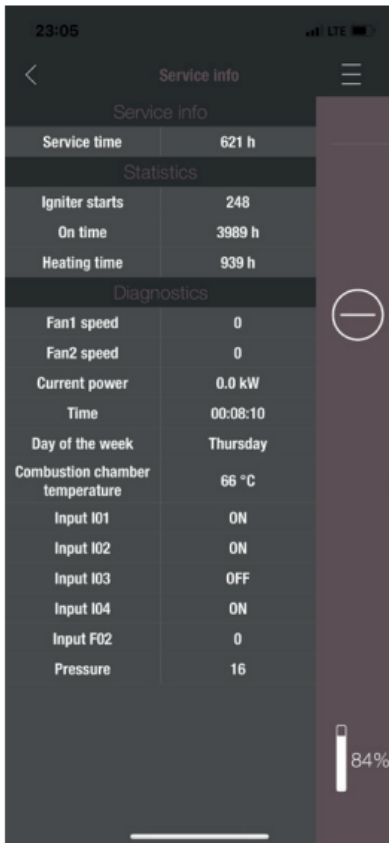 23:05 LTE
Service info
Service info
Service time 621 h
Statistics
Igniter starts 248
On time 3989 h
Heating time 939 h
Diagnostics
Fan1 speed 0
Fan2 speed 0
Current power 0.0 kW
Time 00:08:10
Day of the week Thursday
Combustion chamber
temperature 66 °C
Input I01 ON
Input I02 ON
Input I03 OFF
Input I04 ON
Input F02 0
Pressure 16
84%